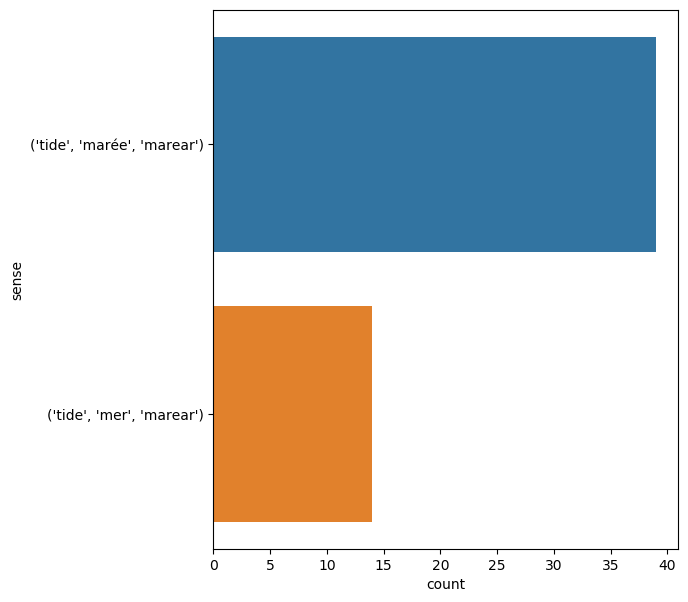 ('tide', 'marée', 'marear')
sense
('tide', 'mer', 'marear')
0 5 10 15 20 25 30 35 40
count